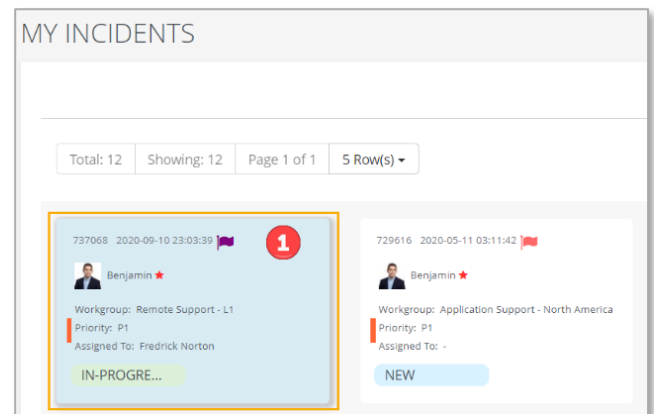 MY INCIDENTS
Total: 12 Showing: 12 Page 1 of 1 5 Row(s)
737068 2020-09-10 23:03:39
1
Benjamin
Workgroup: Remote Support - L1
Priority: P1
Assigned To: Fredrick Norton
IN-PROGRE...
729616 2020-05-11 03:11:42
Benjamin
Workgroup: Application Support - North America
Priority: P1
Assigned To: -
NEW